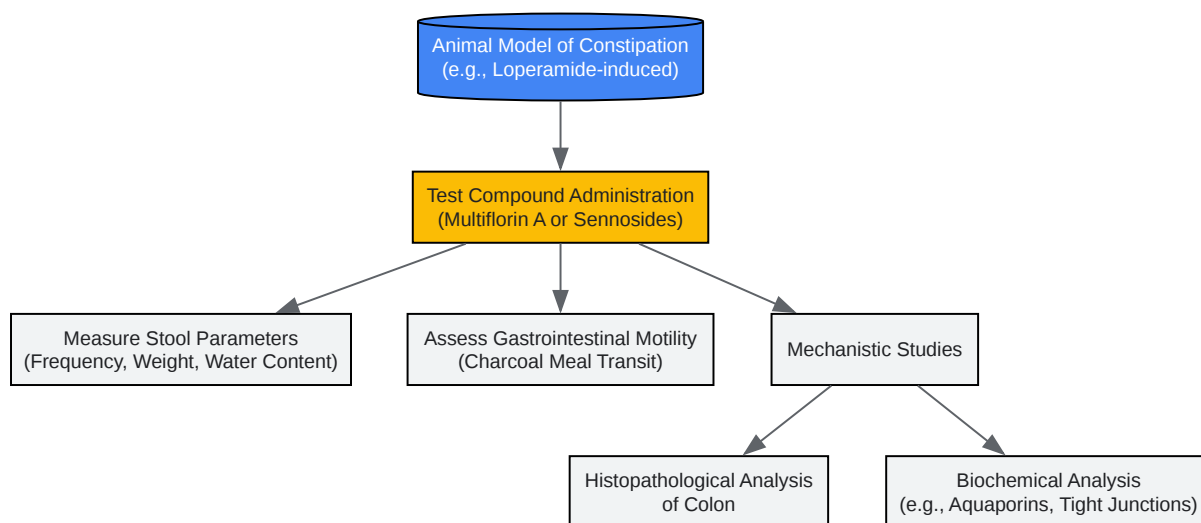 Animal Model of Constipation
(e.g., Loperamide-induced)
Test Compound Administration
(Multiflorin A or Sennosides)
Measure Stool Parameters
(Frequency, Weight, Water Content)
Assess Gastrointestinal Motility
(Charcoal Meal Transit)
Mechanistic Studies
Histopathological Analysis
of Colon
Biochemical Analysis
(e.g., Aquaporins, Tight Junctions)